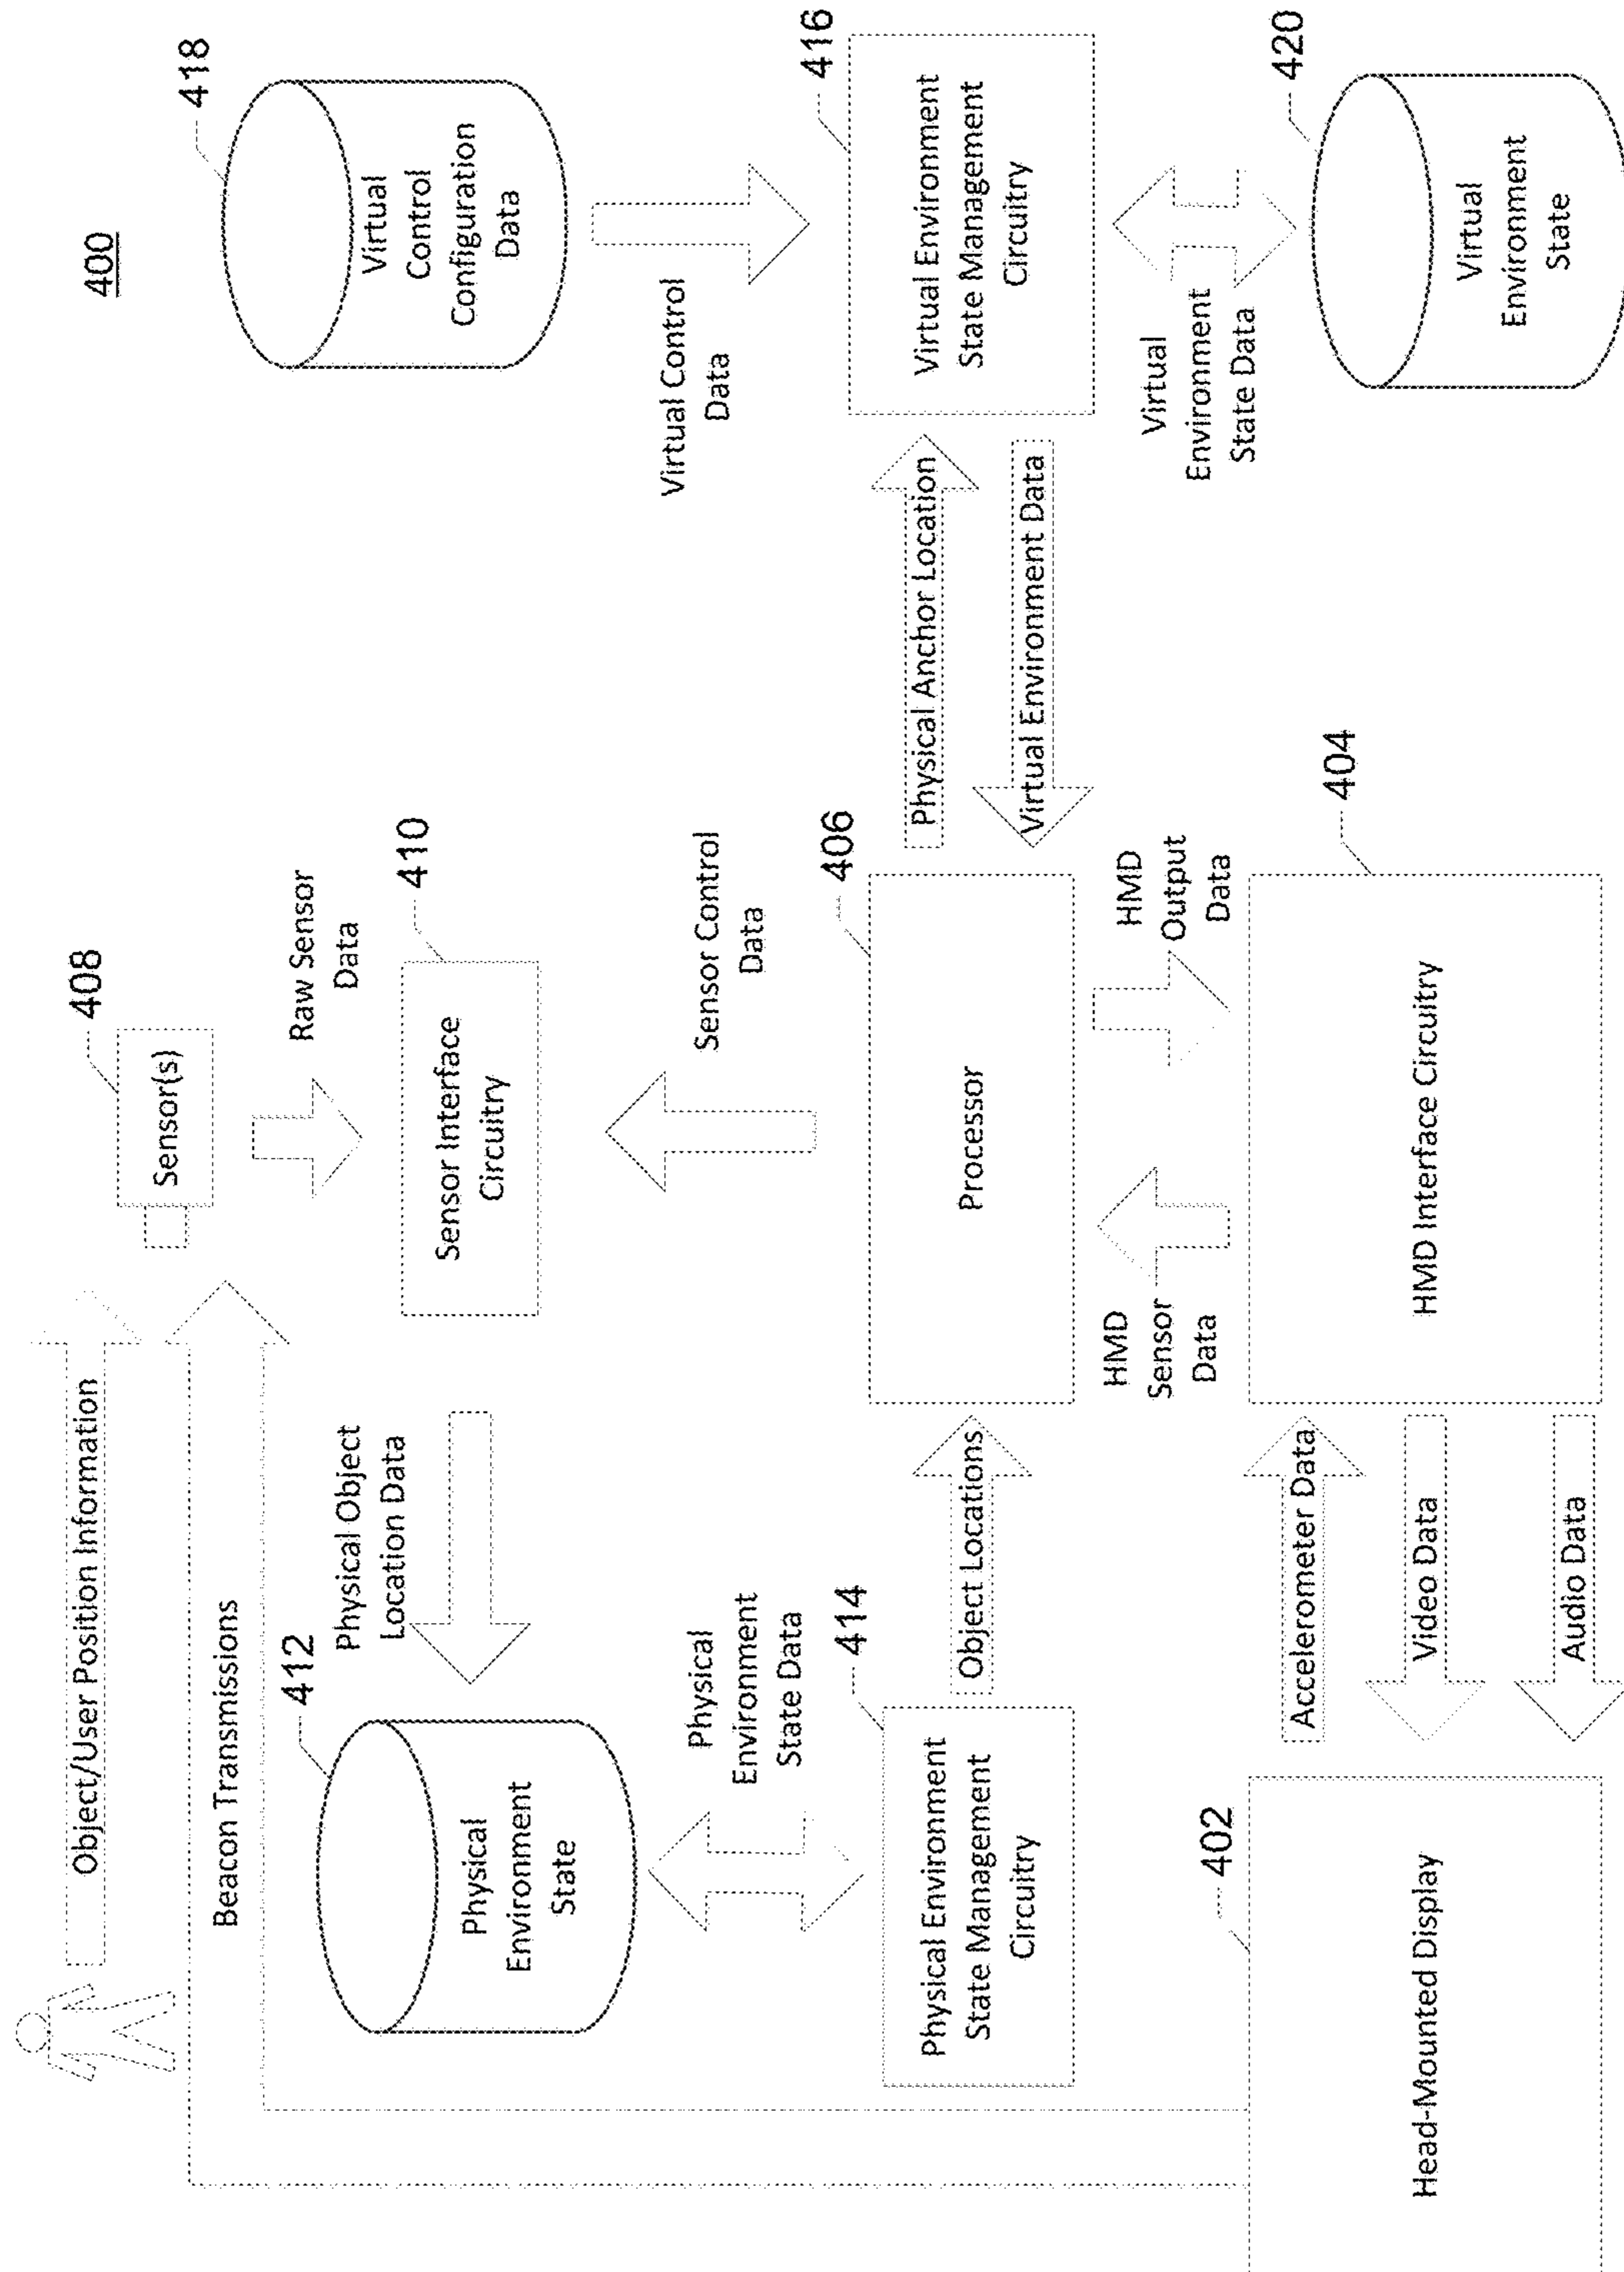 400
Object/User Position Information
Beacon Transmissions
408
Sensor(s)
Raw Sensor
Data
410
Sensor Interface
Circuitry
418
Virtual
Control
Configuration
Data
412
Physical
Environment
State
Physical Object
Location Data
Sensor Control
Data
Virtual Control
Data
Physical
Environment
State Data
414
Physical Environment
State Management
Circuitry
Object Locations
406
Processor
Physical Anchor Location
Virtual Environment Data
416
Virtual Environment
State Management
Circuitry
HMD
Sensor
Data
HMD
Output
Data
Virtual
Environment
State Data
402
Head-Mounted Display
Accelerometer Data
Video Data
Audio Data
404
HMD Interface Circuitry
420
Virtual
Environment
State